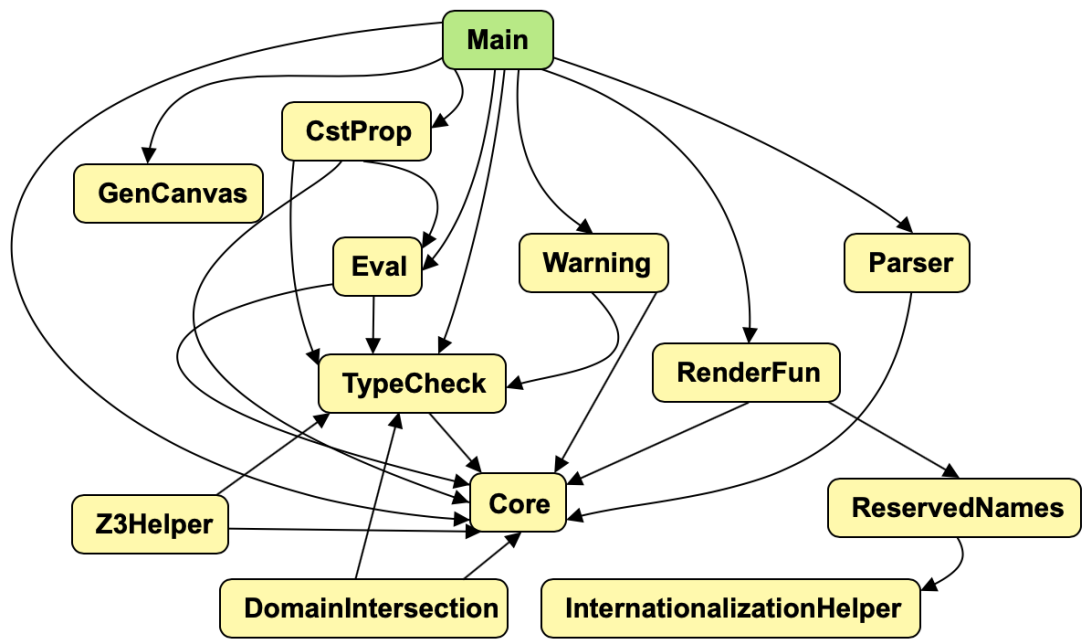 Main
CstProp
GenCanvas
Eval
Warning
Parser
TypeCheck
RenderFun
Core
Z3Helper
ReservedNames
DomainIntersection
InternationalizationHelper